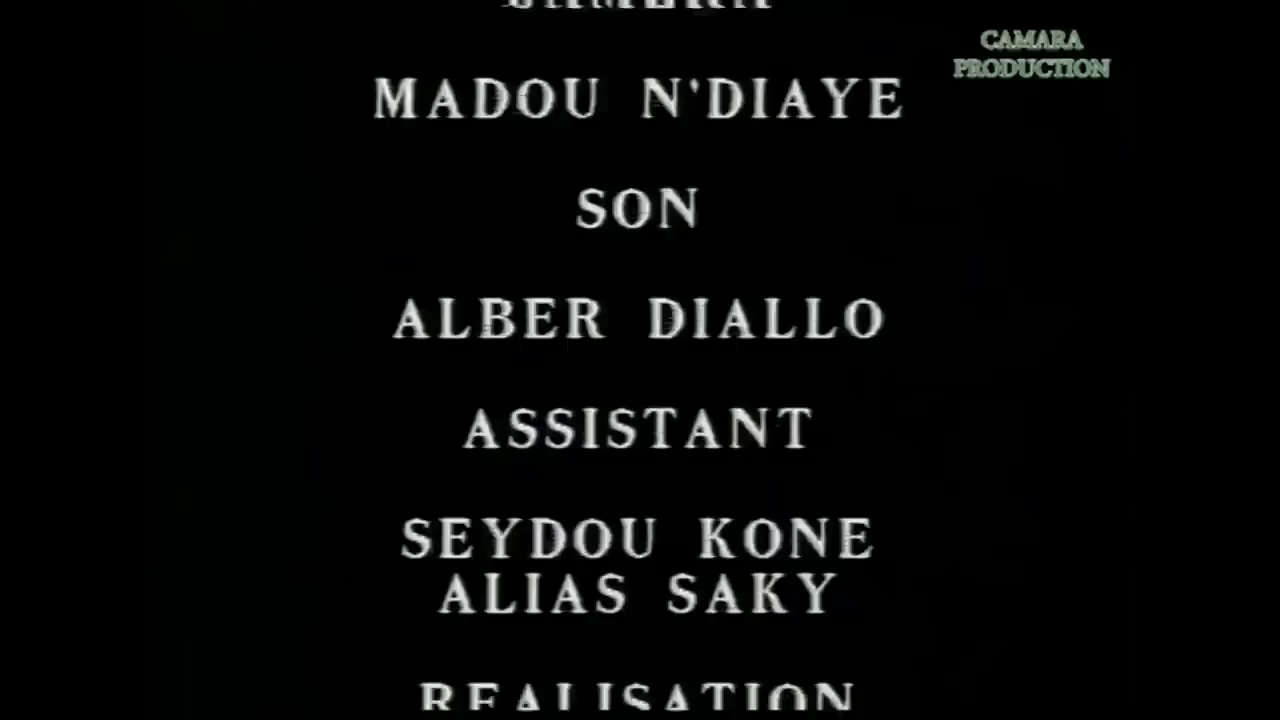 CAMARA
PRODUCTION
MADOU N'DIAYE
SON
ALBER DIALLO
ASSISTANT
SEYDOU KONE
ALIAS SAKY
REALISATION